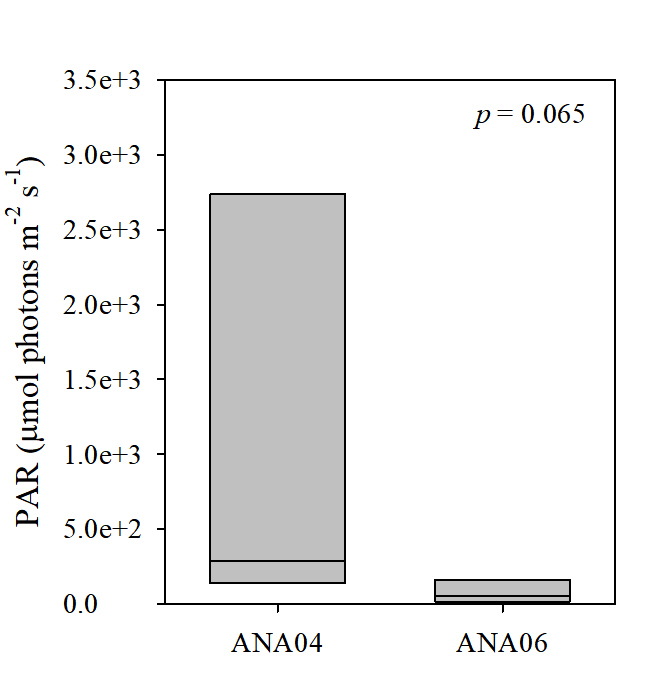 3.5e+3
p = 0.065
3.0e+3
2.5e+3
2.0e+3
1.5e+3
1.0e+3
5.0e+2
0.0
PAR (μmol photons m⁻² s⁻¹)
ANA04 ANA06